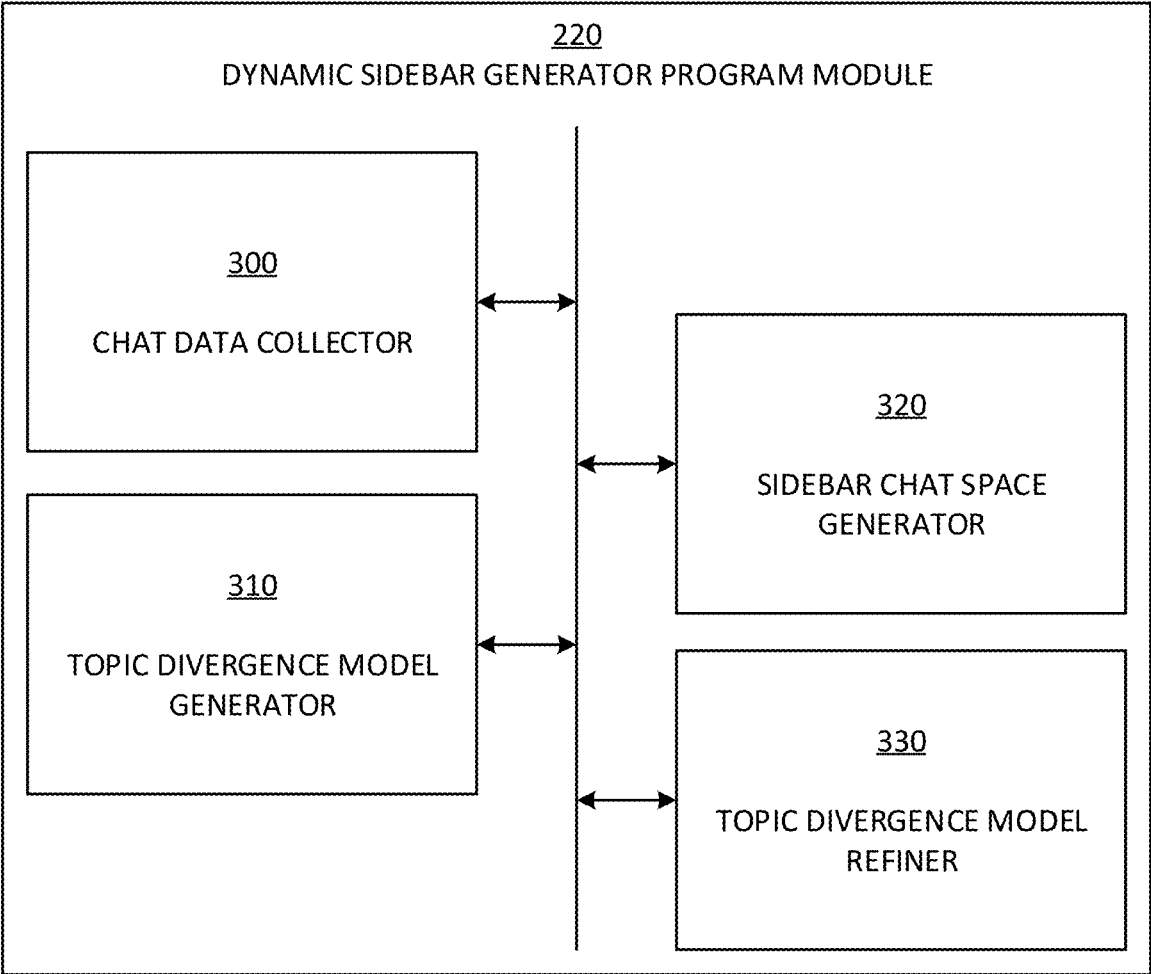 220
DYNAMIC SIDEBAR GENERATOR PROGRAM MODULE
300
CHAT DATA COLLECTOR
310
TOPIC DIVERGENCE MODEL
GENERATOR
320
SIDEBAR CHAT SPACE
GENERATOR
330
TOPIC DIVERGENCE MODEL
REFINER